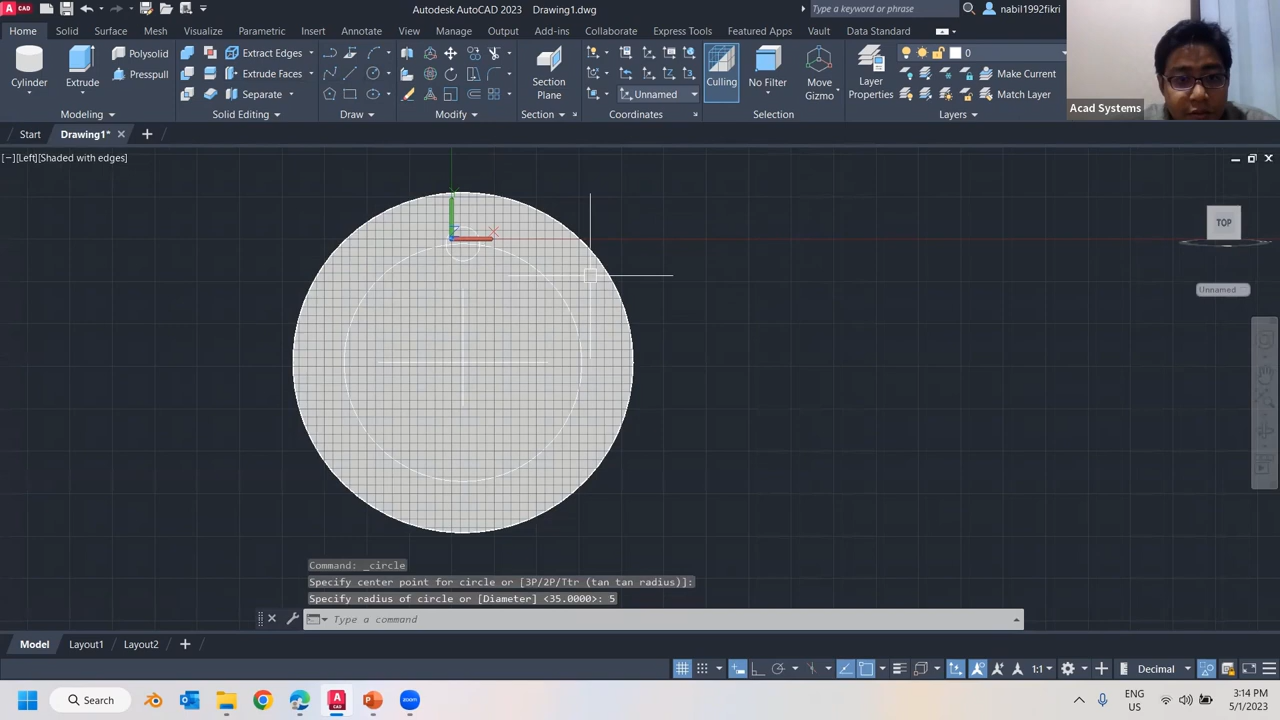 CAD
Autodesk AutoCAD 2023 Drawing1.dwg
Type a keyword or phrase
nabil1992fikri
Home Solid Surface Mesh Visualize Parametric Insert Annotate View Manage Output Add-ins Collaborate Express Tools Featured Apps Vault Data Standard
Cylinder
Extrude
Polysolid
Presspull
Extract Edges
Extrude Faces
Separate
Section
Plane
Unnamed
Culling
No Filter
Move
Gizmo
Layer
Properties
0
Make Current
Match Layer
Modeling
Solid Editing
Draw
Modify
Section
Coordinates
Selection
Layers
Acad Systems
Start
Drawing1*
[−][Left][Shaded with edges]
TOP
Unnamed
Command: _circle
Specify center point for circle or [3P/2P/Ttr (tan tan radius)]:
Specify radius of circle or [Diameter] <35.0000>: 5
Type a command
Model
Layout1
Layout2
1:1
Decimal
Search
ENG
US
3:14 PM
5/1/2023